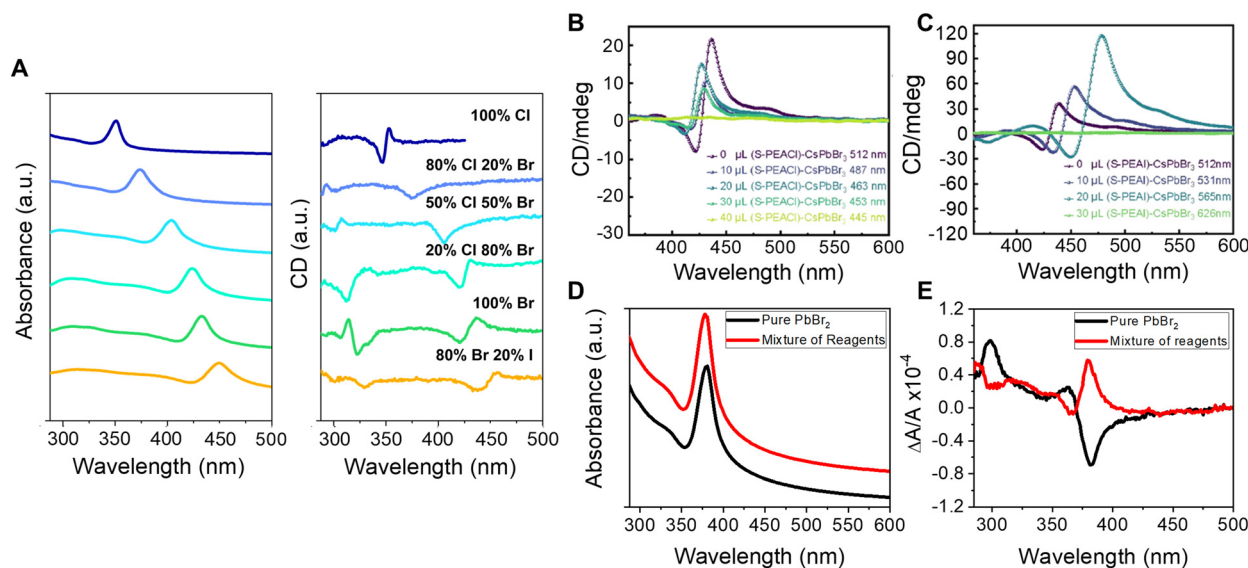 A
Absorbance (a.u.)
300 350 400 450 500
Wavelength (nm)
CD (a.u.)
100% Cl
80% Cl 20% Br
50% Cl 50% Br
20% Cl 80% Br
100% Br
80% Br 20% I
300 350 400 450 500
Wavelength (nm)
B
CD/mdeg
20
10
0
-10
-20
-30
0 μL (S-PEACl)-CsPbBr3 512 nm
10 μL (S-PEACl)-CsPbBr3 487 nm
20 μL (S-PEACl)-CsPbBr3 463 nm
30 μL (S-PEACl)-CsPbBr3 453 nm
40 μL (S-PEACl)-CsPbBr3 445 nm
400 450 500 550 600
Wavelength (nm)
C
CD/mdeg
120
90
60
30
0
-30
-60
-90
-120
0 μL (S-PEAI)-CsPbBr3 512nm
10 μL (S-PEAI)-CsPbBr3 531nm
20 μL (S-PEAI)-CsPbBr3 565nm
30 μL (S-PEAI)-CsPbBr3 626nm
400 450 500 550 600
Wavelength (nm)
D
Absorbance (a.u.)
Pure PbBr2
Mixture of Reagents
300 350 400 450 500 550 600
Wavelength (nm)
E
ΔA/A x10-4
1.2
0.8
0.4
0.0
-0.4
-0.8
-1.2
Pure PbBr2
Mixture of reagents
300 350 400 450 500
Wavelength (nm)